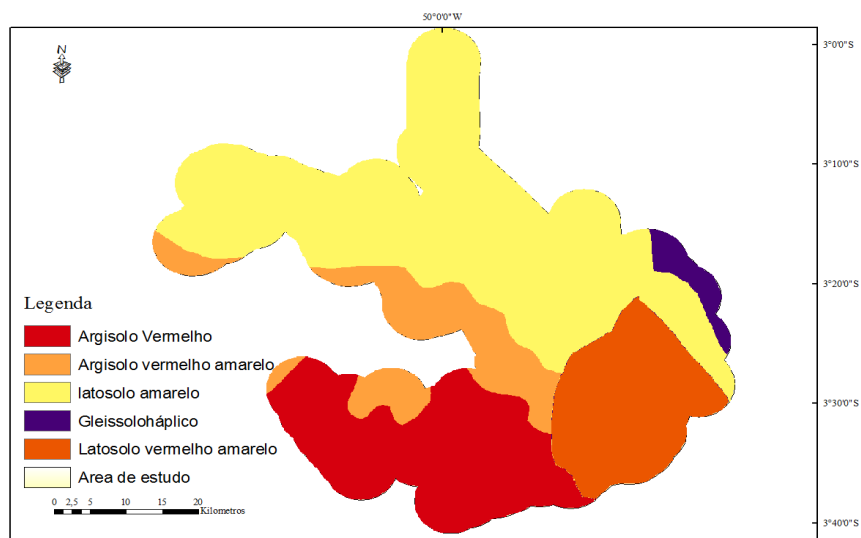 50°0'0"W
N
3°0'0"S
3°10'0"S
3°20'0"S
3°30'0"S
3°40'0"S
Legenda
Argisolo Vermelho
Argisolo vermelho amarelo
latosolo amarelo
Gleissoloháplico
Latosolo vermelho amarelo
Area de estudo
0 2,5 5 10 15 20
Kilometros